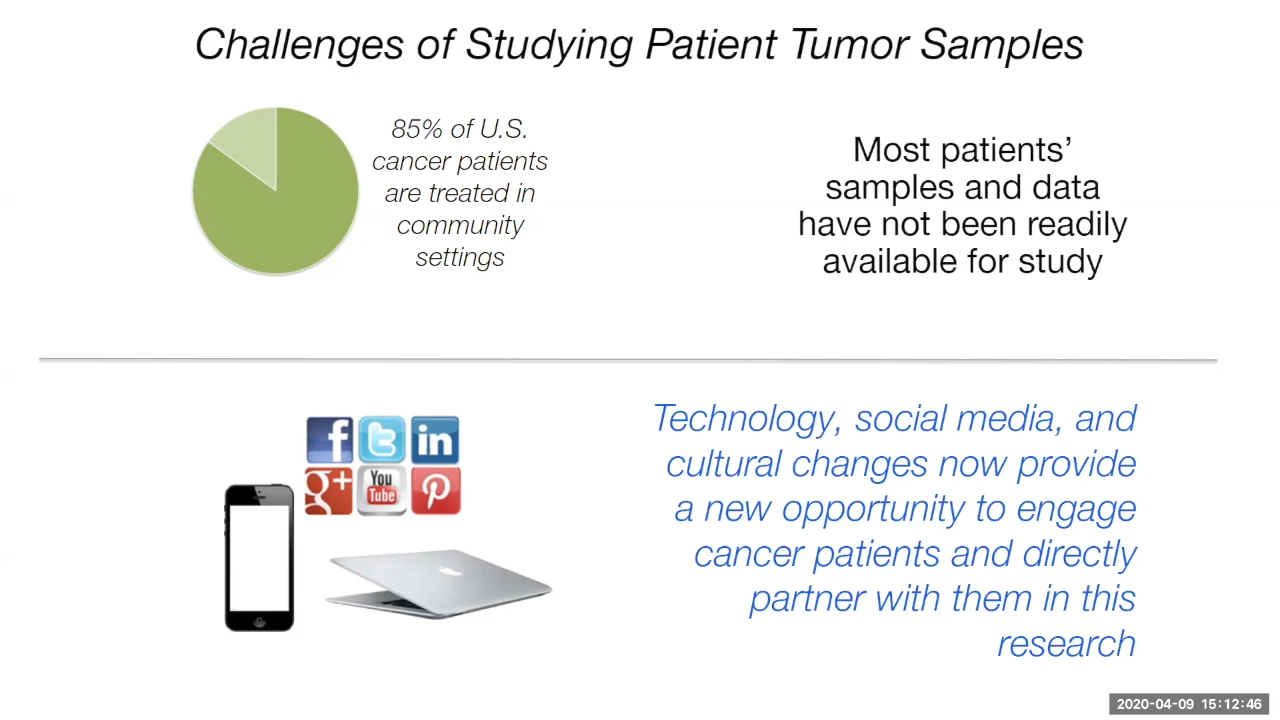 Challenges of Studying Patient Tumor Samples
85% of U.S.
cancer patients
are treated in
community
settings
Most patients’
samples and data
have not been readily
available for study
f
t
in
g+
You
Tube
P
Technology, social media, and
cultural changes now provide
a new opportunity to engage
cancer patients and directly
partner with them in this
research
2020-04-09 15:12:46